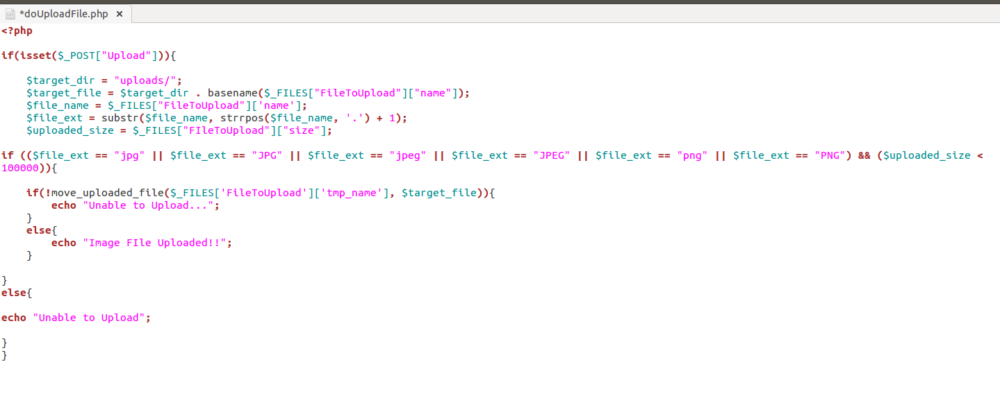 *doUploadFile.php ×
<?php
if(isset($_POST["Upload"])){
$target_dir = "uploads/";
$target_file = $target_dir . basename($_FILES["FileToUpload"]["name"]);
$file_name = $_FILES["FileToUpload"]['name'];
$file_ext = substr($file_name, strrpos($file_name, '.') + 1);
$uploaded_size = $_FILES["FIleToUpload"]["size"];
if (($file_ext == "jpg" || $file_ext == "JPG" || $file_ext == "jpeg" || $file_ext == "JPEG" || $file_ext == "png" || $file_ext == "PNG") && ($uploaded_size <
100000)){
if(!move_uploaded_file($_FILES['FileToUpload']['tmp_name'], $target_file)){
echo "Unable to Upload...";
}
else{
echo "Image FIle Uploaded!!";
}
}
else{
echo "Unable to Upload";
}
}